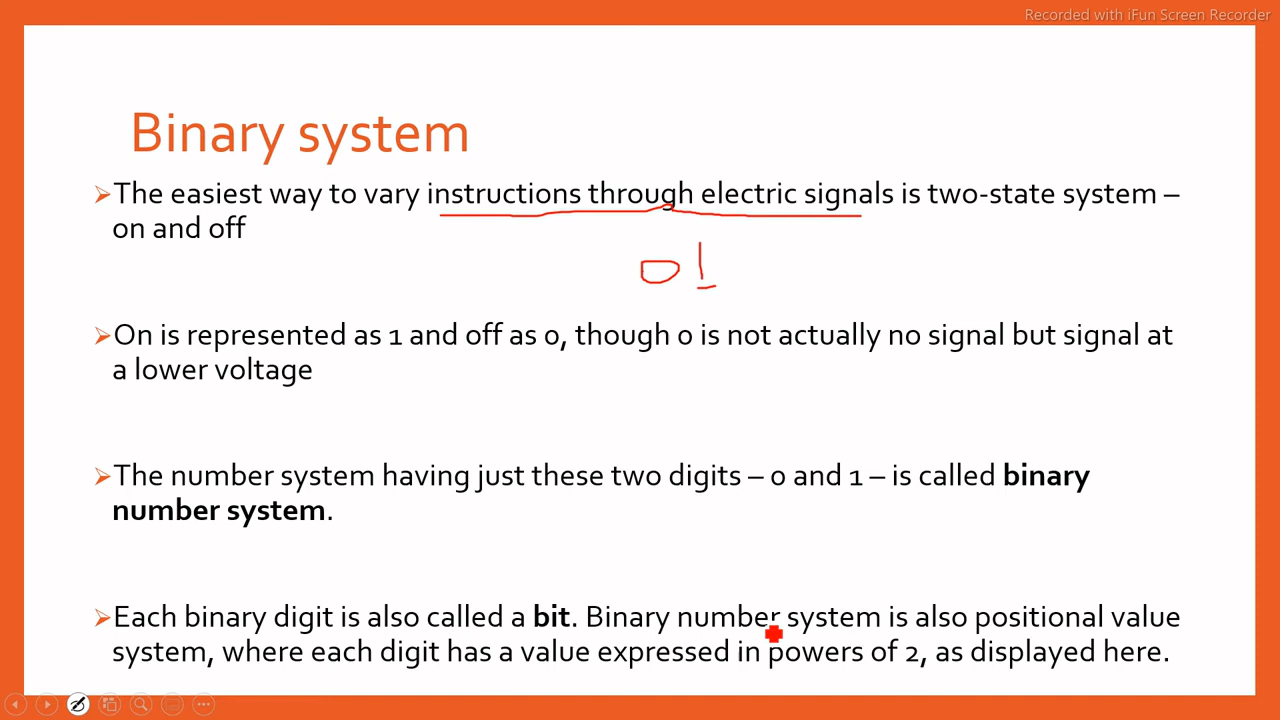 Recorded with iFun Screen Recorder
Binary system
The easiest way to vary instructions through electric signals is two-state system –
on and off
0 1
On is represented as 1 and off as 0, though 0 is not actually no signal but signal at
a lower voltage
The number system having just these two digits – 0 and 1 – is called binary
number system.
Each binary digit is also called a bit. Binary number system is also positional value
system, where each digit has a value expressed in powers of 2, as displayed here.